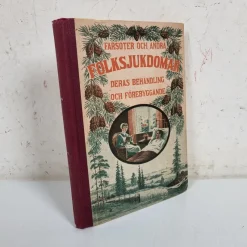 FARSOTER OCH ANDRA
FOLKSJUKDOMAR
DERAS BEHANDLING
OCH FÖREBYGGANDE